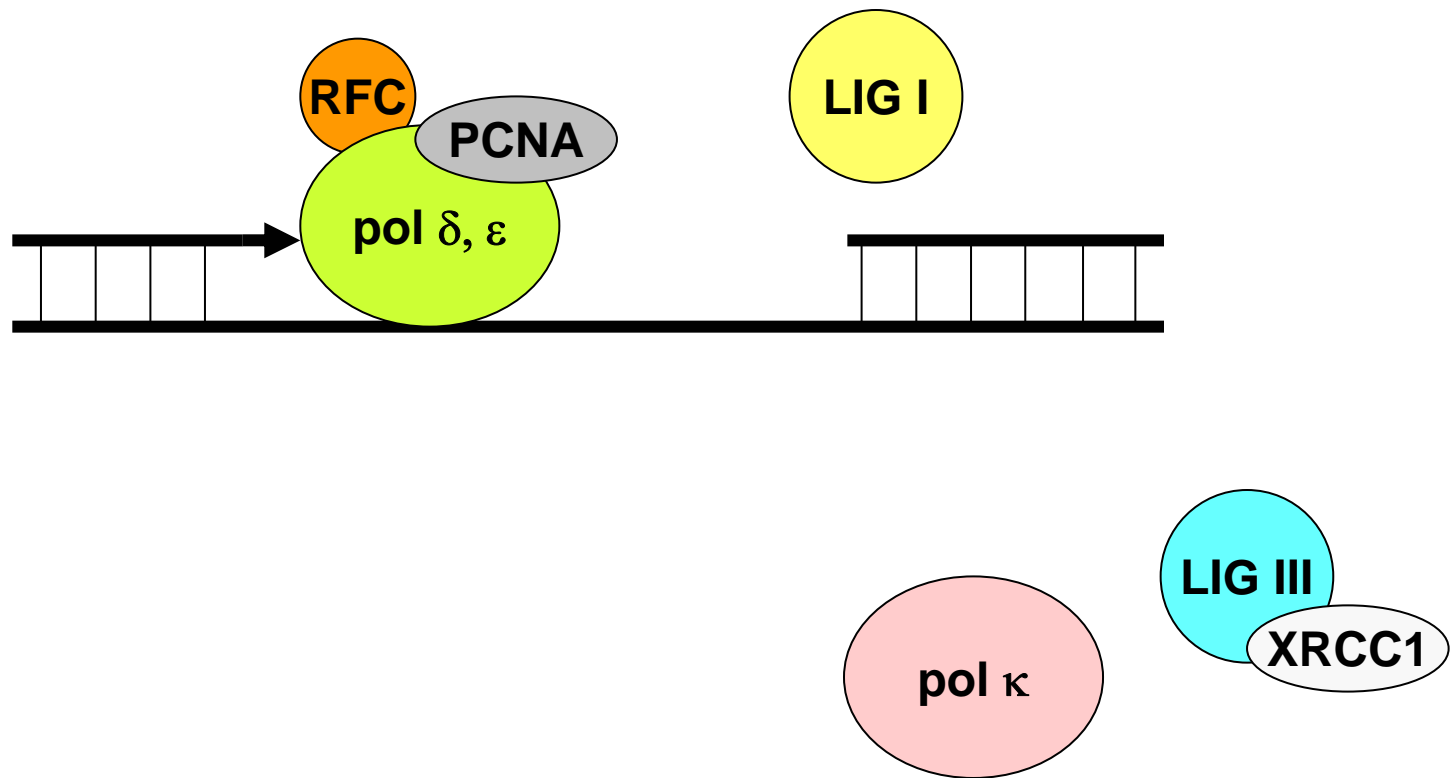 RFC
LIG I
PCNA
pol δ, ε
LIG III
XRCC1
pol κ